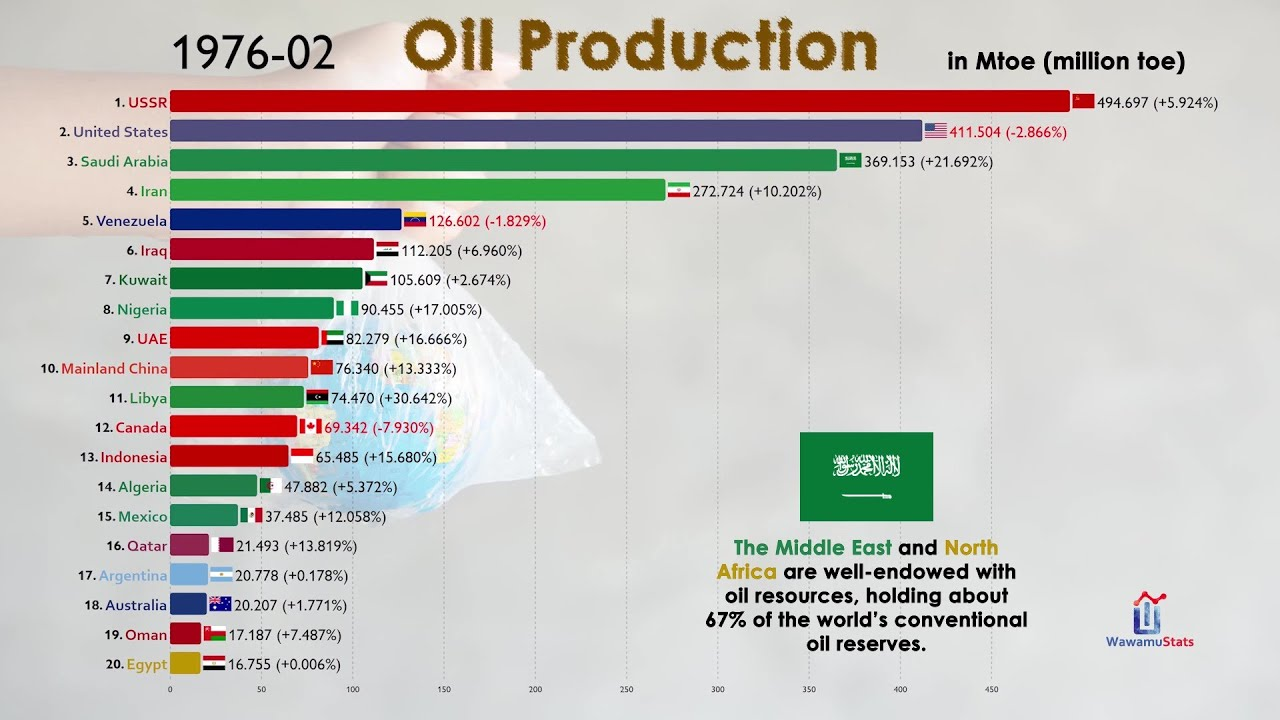 1976-02 Oil Production in Mtoe (million toe)
1. USSR 494.697 (+5.924%)
2. United States 411.504 (-2.866%)
3. Saudi Arabia 369.153 (+21.692%)
4. Iran 272.724 (+10.202%)
5. Venezuela 126.602 (-1.829%)
6. Iraq 112.205 (+6.960%)
7. Kuwait 105.609 (+2.674%)
8. Nigeria 90.455 (+17.005%)
9. UAE 82.279 (+16.666%)
10. Mainland China 76.340 (+13.333%)
11. Libya 74.470 (+30.642%)
12. Canada 69.342 (-7.930%)
13. Indonesia 65.485 (+15.680%)
14. Algeria 47.882 (+5.372%)
15. Mexico 37.485 (+12.058%)
16. Qatar 21.493 (+13.819%)
17. Argentina 20.778 (+0.178%)
18. Australia 20.207 (+1.771%)
19. Oman 17.187 (+7.487%)
20. Egypt 16.755 (+0.006%)
0 50 100 150 200 250 300 350 400 450
لا إله إلا الله محمد رسول الله
The Middle East and North
Africa are well-endowed with
oil resources, holding about
67% of the world's conventional
oil reserves.
WawamuStats